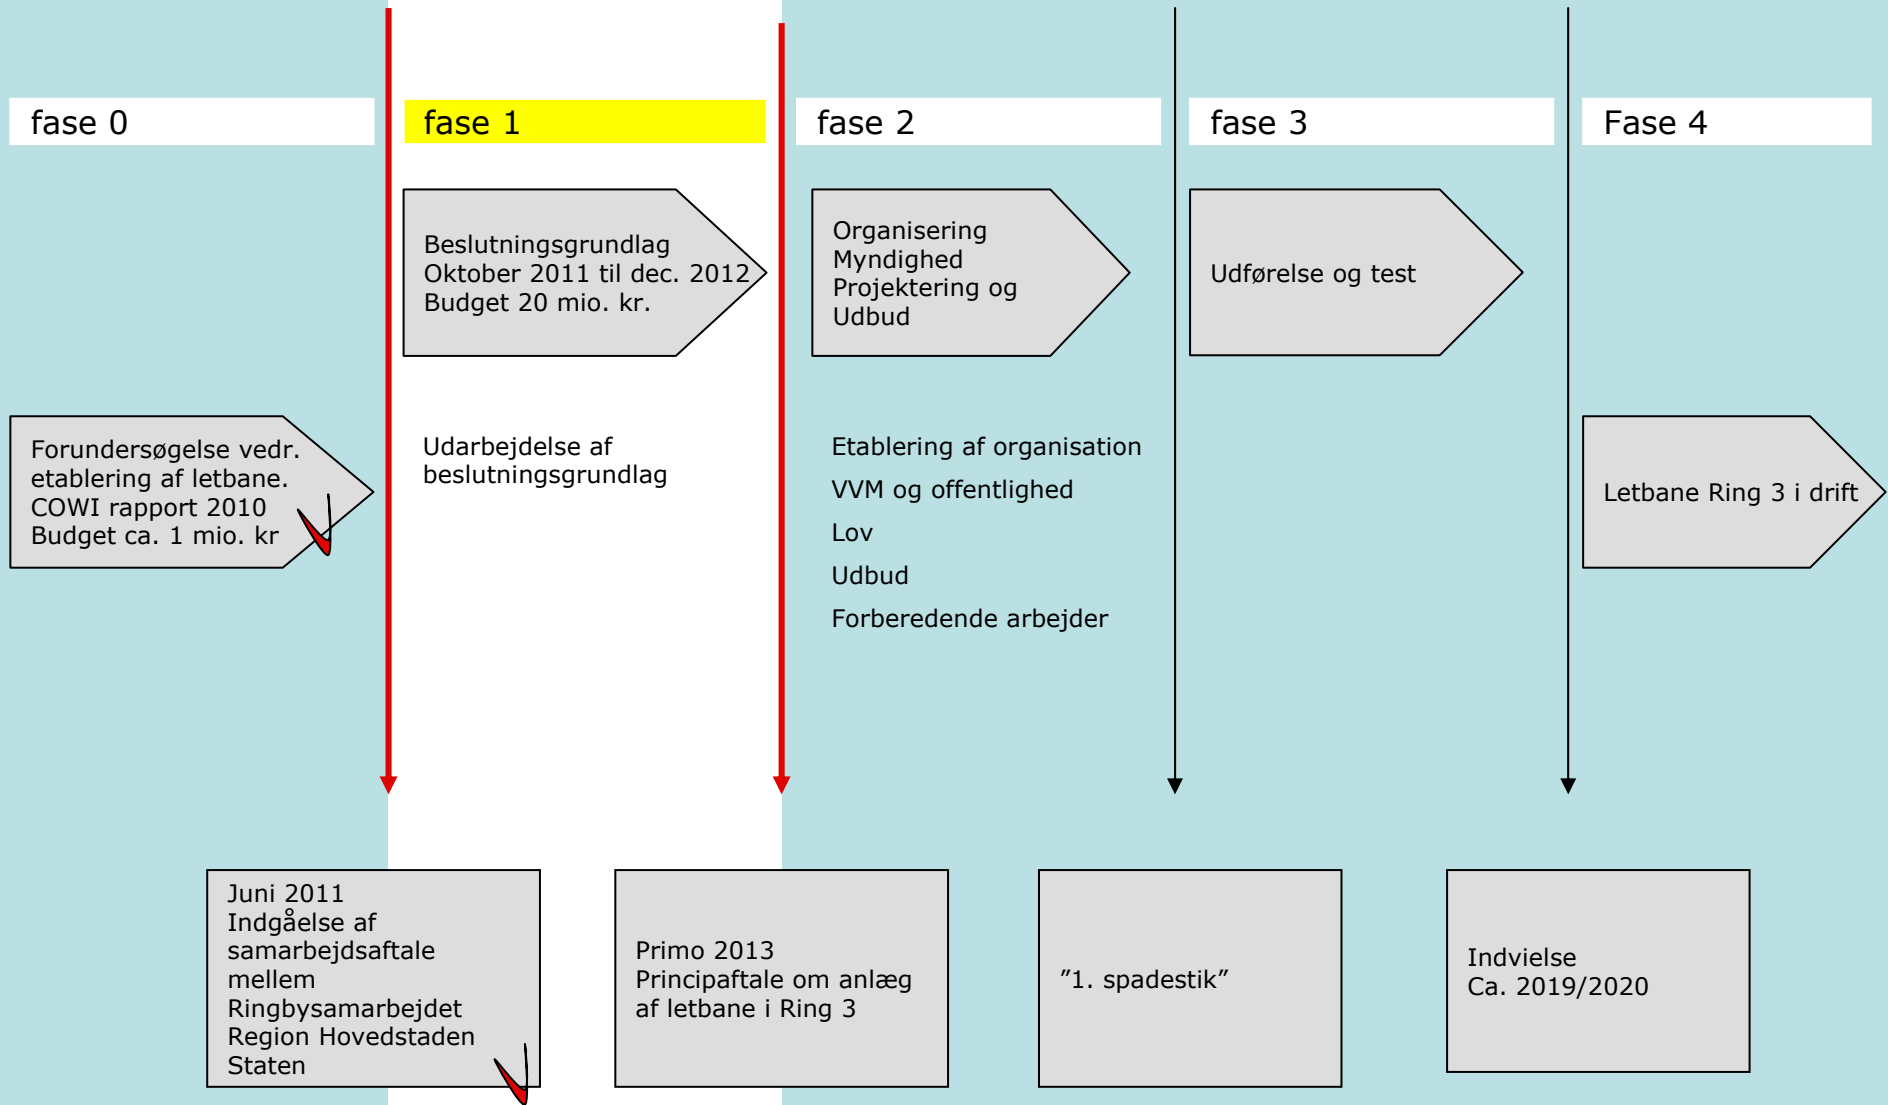 fase 0
fase 1
fase 2
fase 3
Fase 4
Beslutningsgrundlag
Oktober 2011 til dec. 2012
Budget 20 mio. kr.
Organisering
Myndighed
Projektering og
Udbud
Udførelse og test
Forundersøgelse vedr.
etablering af letbane.
COWI rapport 2010
Budget ca. 1 mio. kr
Udarbejdelse af
beslutningsgrundlag
Etablering af organisation
VVM og offentlighed
Lov
Udbud
Forberedende arbejder
Letbane Ring 3 i drift
Juni 2011
Indgåelse af
samarbejdsaftale
mellem
Ringbysamarbejdet
Region Hovedstaden
Staten
Primo 2013
Principaftale om anlæg
af letbane i Ring 3
”1. spadestik”
Indvielse
Ca. 2019/2020